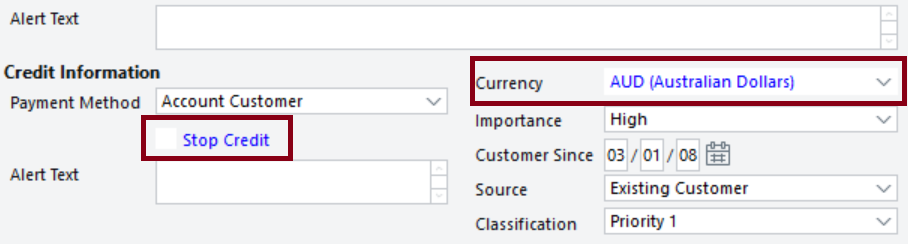 Alert Text
Credit Information
Payment Method Account Customer
Stop Credit
Alert Text
Currency AUD (Australian Dollars)
Importance High
Customer Since 03 / 01 / 08
Source Existing Customer
Classification Priority 1